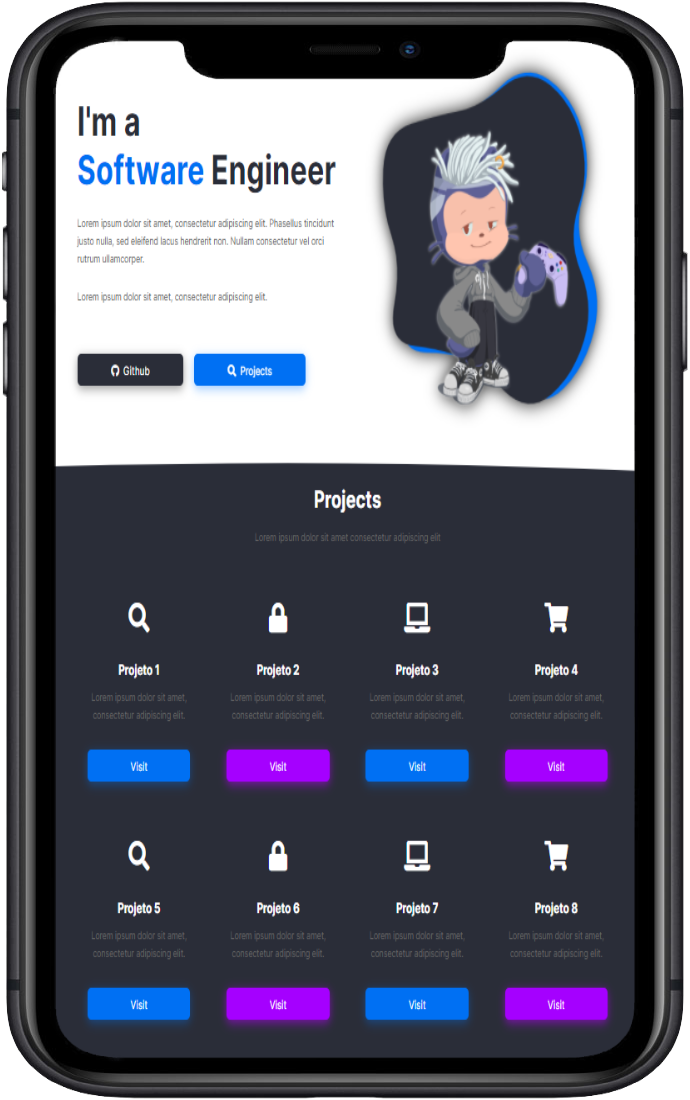 I'm a
Software Engineer
Lorem ipsum dolor sit amet, consectetur adipiscing elit. Phasellus tincidunt
justo nulla, sed eleifend lacus hendrerit non. Nullam consectetur vel orci
rutrum ullamcorper.
Lorem ipsum dolor sit amet, consectetur adipiscing elit.
Github Projects
Projects
Lorem ipsum dolor sit amet consectetur adipiscing elit
Projeto 1 Projeto 2 Projeto 3 Projeto 4
Lorem ipsum dolor sit amet, Lorem ipsum dolor sit amet, Lorem ipsum dolor sit amet, Lorem ipsum dolor sit amet,
consectetur adipiscing elit. consectetur adipiscing elit. consectetur adipiscing elit. consectetur adipiscing elit.
Visit Visit Visit Visit
Projeto 5 Projeto 6 Projeto 7 Projeto 8
Lorem ipsum dolor sit amet, Lorem ipsum dolor sit amet, Lorem ipsum dolor sit amet, Lorem ipsum dolor sit amet,
consectetur adipiscing elit. consectetur adipiscing elit. consectetur adipiscing elit. consectetur adipiscing elit.
Visit Visit Visit Visit